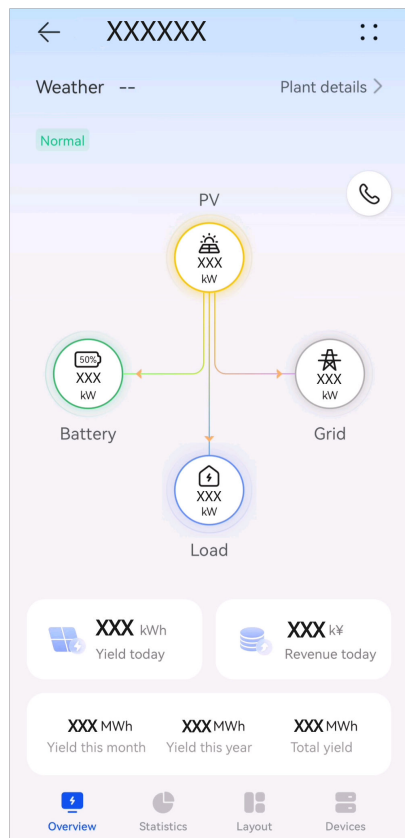 XXXXXX
Weather --
Plant details
Normal
PV
XXX
kW
50%
XXX
kW
XXX
kW
Battery
Grid
XXX
kW
Load
XXX kWh
Yield today
XXX k¥
Revenue today
XXX MWh
Yield this month
XXX MWh
Yield this year
XXX MWh
Total yield
Overview
Statistics
Layout
Devices